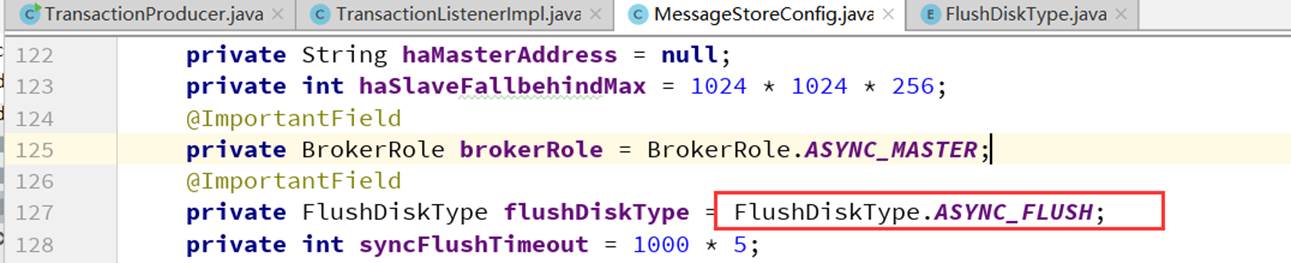 TransactionProducer.java TransactionListenerImpl.java MessageStoreConfig.java FlushDiskType.java
122 private String haMasterAddress = null;
123 private int haSlaveFallbehindMax = 1024 * 1024 * 256;
124 @ImportantField
125 private BrokerRole brokerRole = BrokerRole.ASYNC_MASTER;
126 @ImportantField
127 private FlushDiskType flushDiskType = FlushDiskType.ASYNC_FLUSH;
128 private int syncFlushTimeout = 1000 * 5;